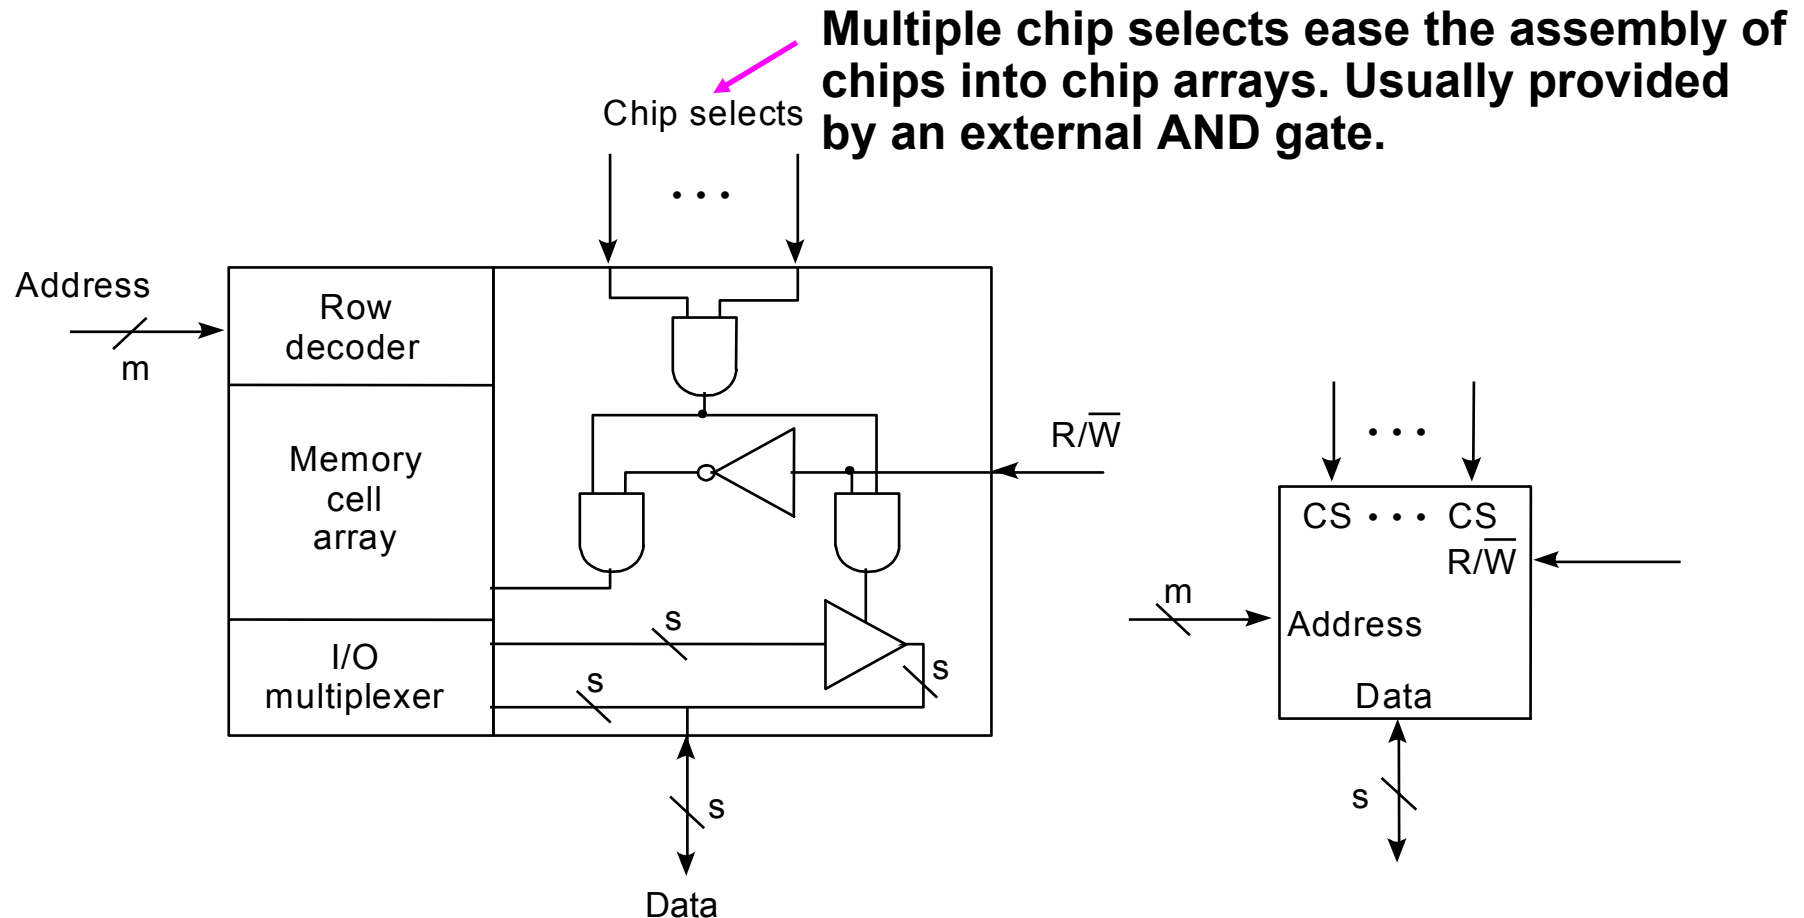 Multiple chip selects ease the assembly of
chips into chip arrays. Usually provided
by an external AND gate.
Chip selects
• • •
Address
m
Row
decoder
Memory
cell
array
I/O
multiplexer
R/W̅
s
s
s
s
Data
• • •
CS • • • CS
R/W̅
m
Address
Data
s